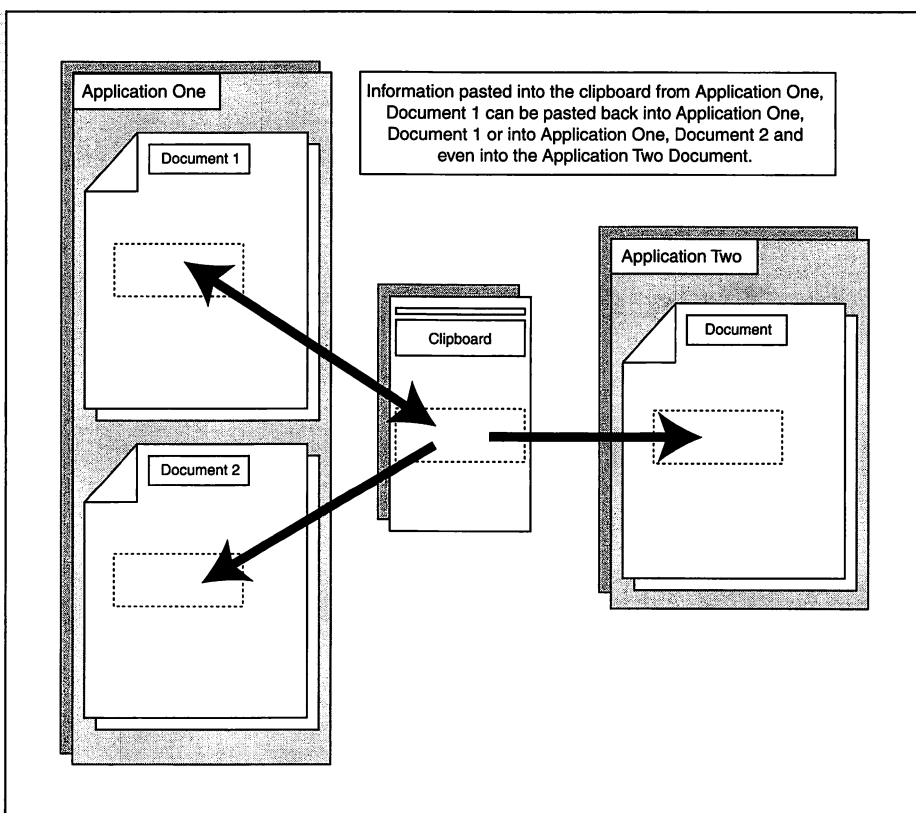 Application One
Document 1
Information pasted into the clipboard from Application One,
Document 1 can be pasted back into Application One,
Document 1 or into Application One, Document 2 and
even into the Application Two Document.
Application Two
Document
Clipboard
Document 2